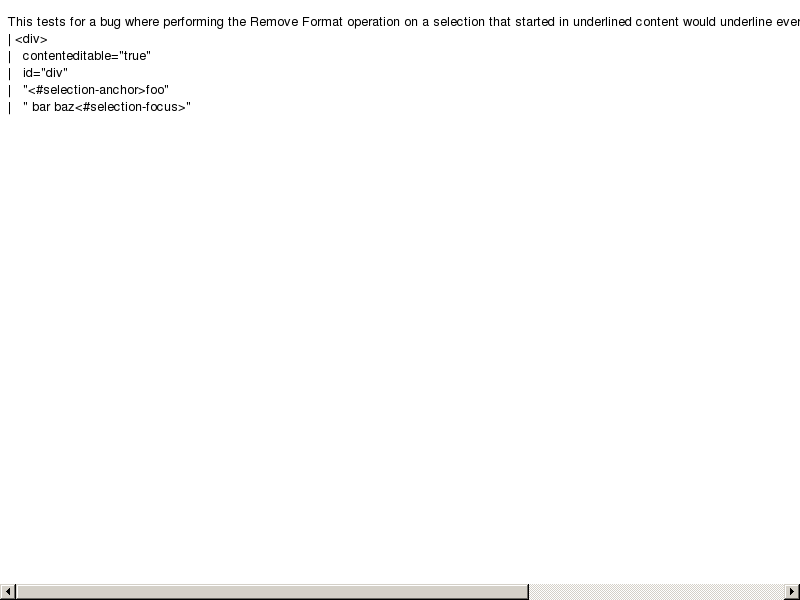 This tests for a bug where performing the Remove Format operation on a selection that started in underlined content would underline
| <div>
|   contenteditable="true"
|   id="div"
|   "<#selection-anchor>foo"
|   " bar baz<#selection-focus>"